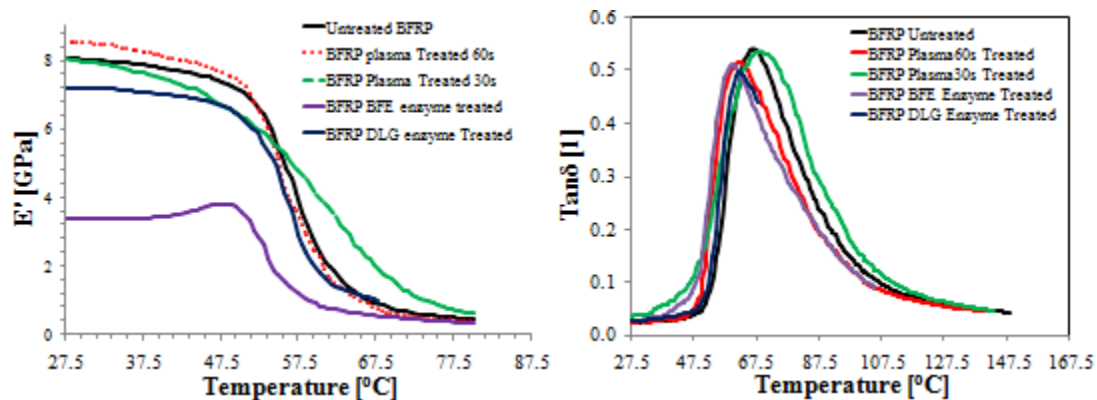 Untreated BFRP
BFRP plasma Treated 60s
BFRP Plasma Treated 30s
BFRP BFE enzyme treated
BFRP DLG enzyme Treated
E' [GPa]
8
6
4
2
0
27.5 37.5 47.5 57.5 67.5 77.5 87.5
Temperature [⁰C]
BFRP Untreated
BFRP Plasma60s Treated
BFRP Plasma30s Treated
BFRP BFE Enzyme Treated
BFRP DLG Enzyme Treated
Tanδ [1]
0.6
0.5
0.4
0.3
0.2
0.1
0.0
27.5 47.5 67.5 87.5 107.5 127.5 147.5 167.5
Temperature [⁰C]